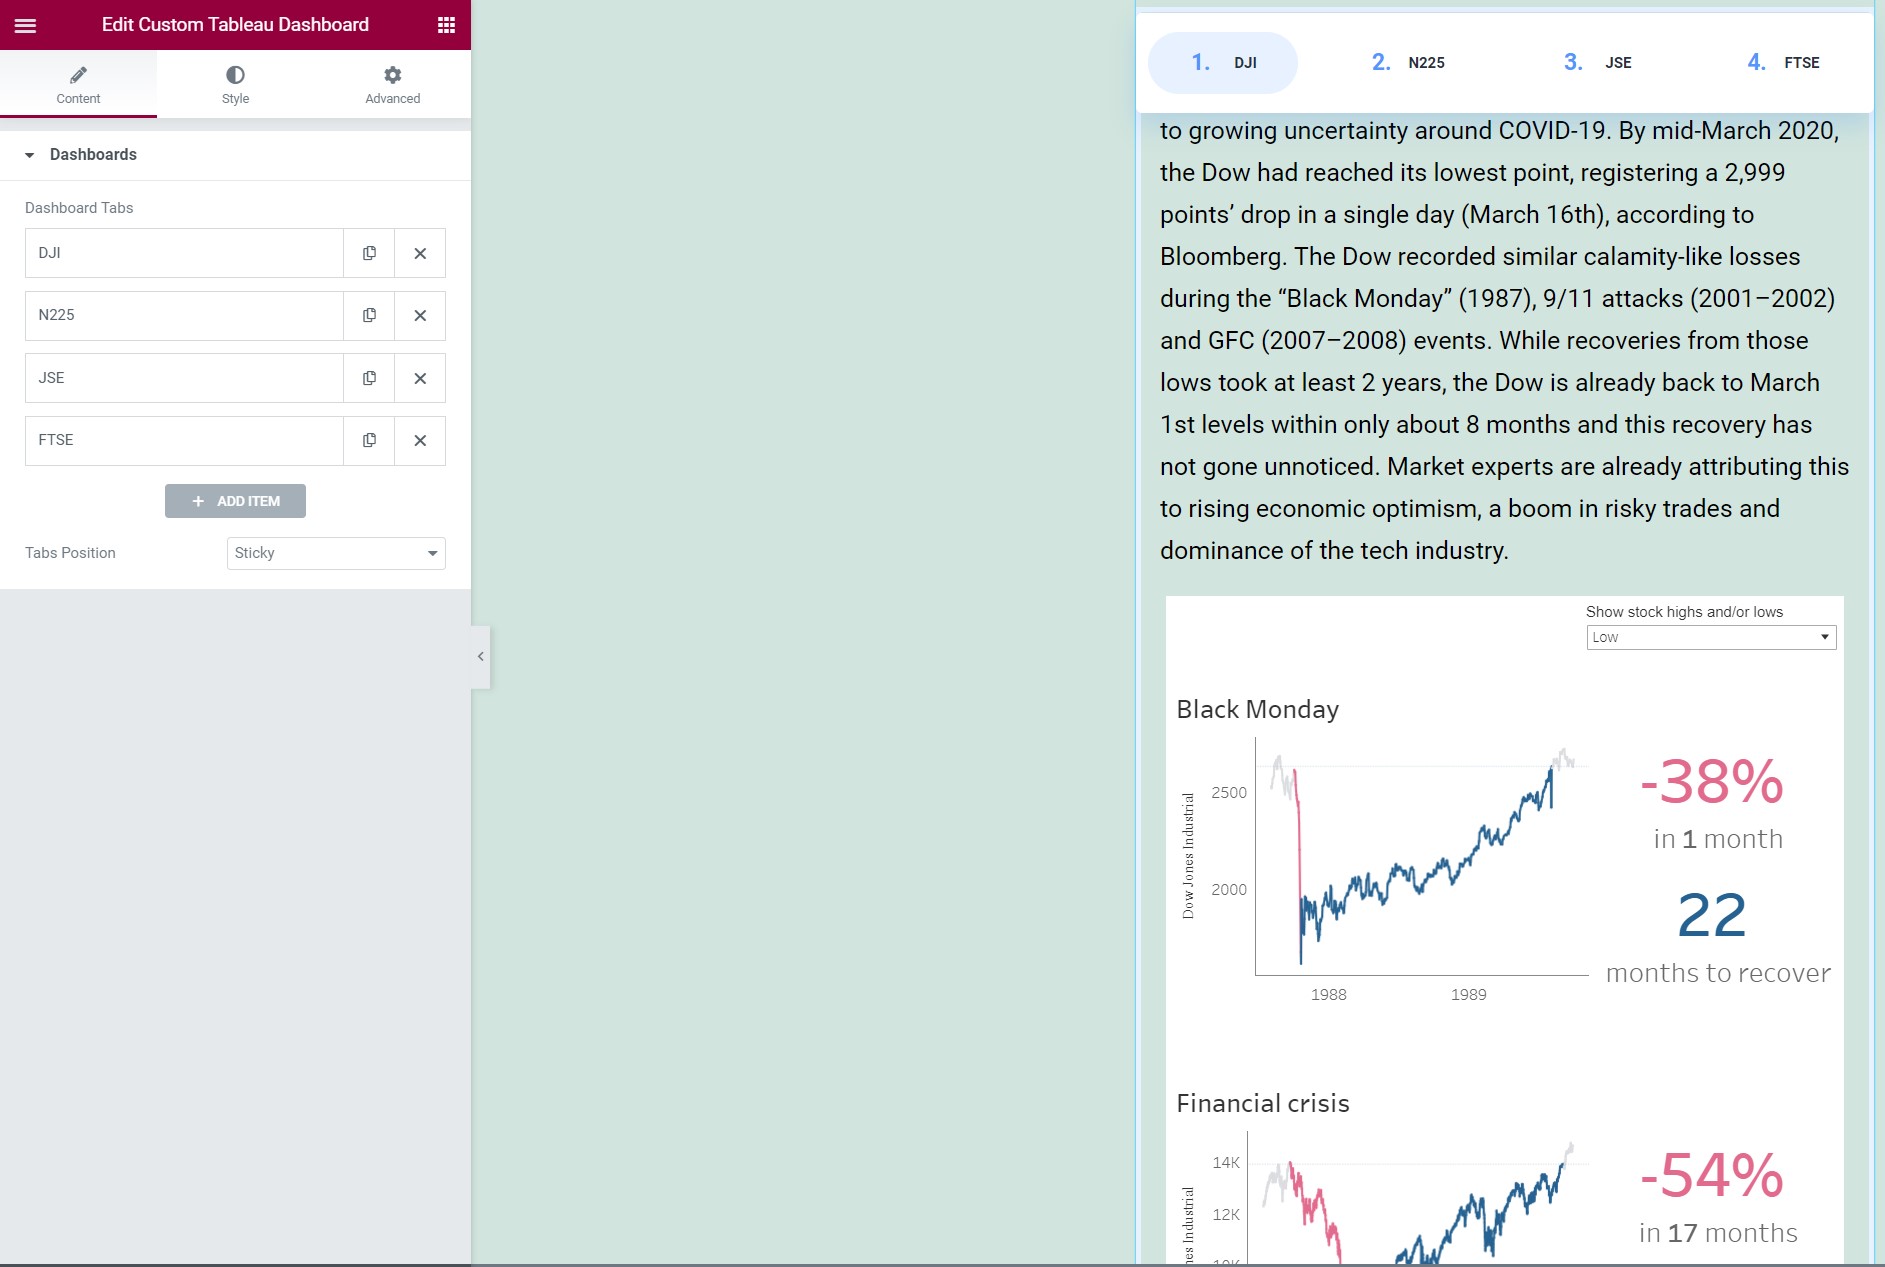 Edit Custom Tableau Dashboard
Content
Style
Advanced
Dashboards
Dashboard Tabs
DJI
N225
JSE
FTSE
ADD ITEM
Tabs Position
Sticky
1. DJI
2. N225
3. JSE
4. FTSE
to growing uncertainty around COVID-19. By mid-March 2020,
the Dow had reached its lowest point, registering a 2,999
points’ drop in a single day (March 16th), according to
Bloomberg. The Dow recorded similar calamity-like losses
during the “Black Monday” (1987), 9/11 attacks (2001–2002)
and GFC (2007–2008) events. While recoveries from those
lows took at least 2 years, the Dow is already back to March
1st levels within only about 8 months and this recovery has
not gone unnoticed. Market experts are already attributing this
to rising economic optimism, a boom in risky trades and
dominance of the tech industry.
Show stock highs and/or lows
Low
Black Monday
Dow Jones Industrial
2500
2000
1988
1989
-38%
in 1 month
22
months to recover
Financial crisis
14K
12K
-54%
in 17 months
nes Industrial